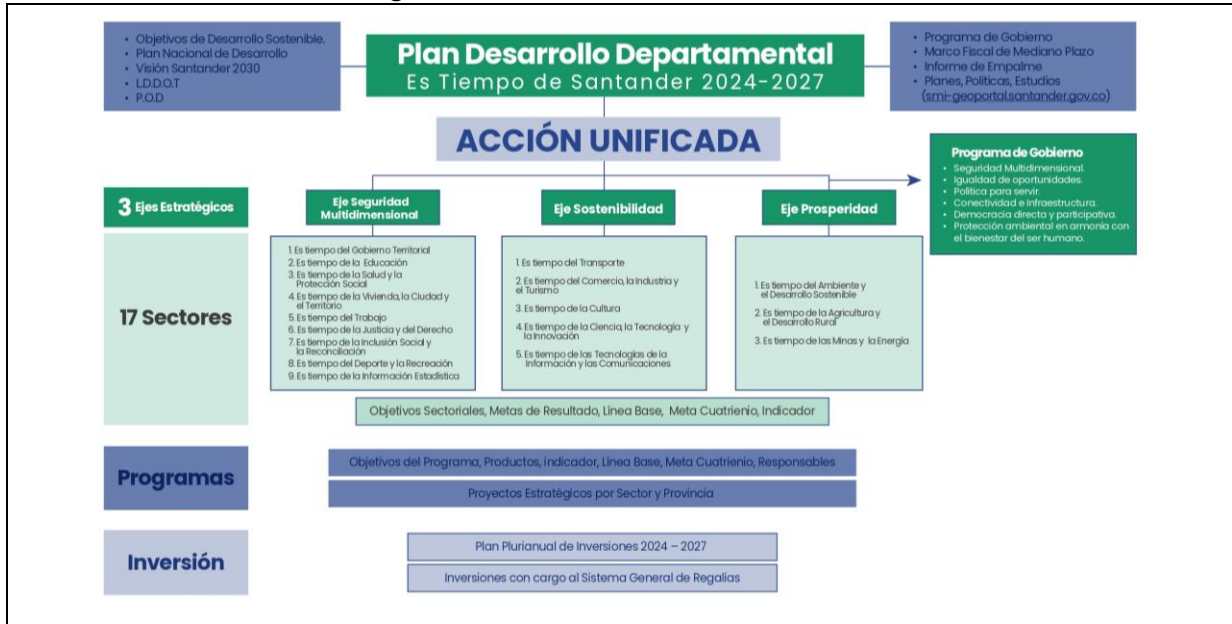 • Objetivos de Desarrollo Sostenible.
• Plan Nacional de Desarrollo
• Visión Santander 2030
• L.D.D.O.T
• P.O.D
Plan Desarrollo Departamental
Es Tiempo de Santander 2024-2027
• Programa de Gobierno
• Marco Fiscal de Mediano Plazo
• Informe de Empalme
• Planes, Políticas, Estudios
(smi-geoportal.santander.gov.co)
ACCIÓN UNIFICADA
Programa de Gobierno
• Seguridad Multidimensional.
• Igualdad de oportunidades.
• Política para servir.
• Conectividad e Infraestructura.
• Democracia directa y participativa.
• Protección ambiental en armonía con
el bienestar del ser humano.
3 Ejes Estratégicos
Eje Seguridad
Multidimensional
Eje Sostenibilidad
Eje Prosperidad
17 Sectores
1. Es tiempo del Gobierno Territorial
2. Es tiempo de la Educación
3. Es tiempo de la Salud y la
Protección Social
4. Es tiempo de la Vivienda, la Ciudad y
el Territorio
5. Es tiempo del Trabajo
6. Es tiempo de la Justicia y del Derecho
7. Es tiempo de la Inclusión Social y
la Reconciliación
8. Es tiempo del Deporte y la Recreación
9. Es tiempo de la Información Estadística
1. Es tiempo del Transporte
2. Es tiempo del Comercio, la Industria y
el Turismo
3. Es tiempo de la Cultura
4. Es tiempo de la Ciencia, la Tecnología y
la Innovación
5. Es tiempo de las Tecnologías de la
Información y las Comunicaciones
1. Es tiempo del Ambiente y
el Desarrollo Sostenible
2. Es tiempo de la Agricultura y
el Desarrollo Rural
3. Es tiempo de las Minas y la Energía
Objetivos Sectoriales, Metas de Resultado, Línea Base, Meta Cuatrienio, Indicador
Programas
Objetivos del Programa, Productos, indicador, Línea Base, Meta Cuatrienio, Responsables
Proyectos Estratégicos por Sector y Provincia
Inversión
Plan Plurianual de Inversiones 2024 – 2027
Inversiones con cargo al Sistema General de Regalías